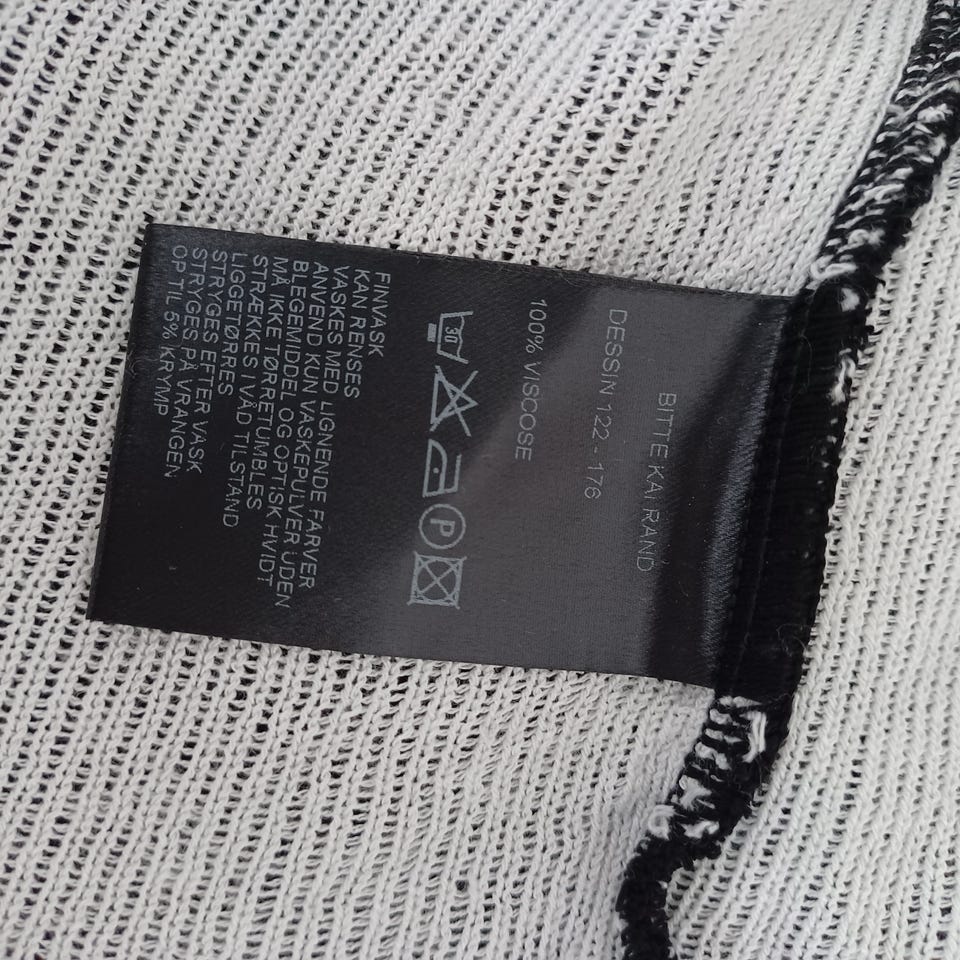 BITTE KAI RAND
DESSIN 122 - 176
100% VISCOSE
30
P
FINVASK
KAN RENSES
VASKES MED LIGNENDE FARVER
ANVEND KUN VASKEPULVER UDEN
BLEGEMIDDEL OG OPTISK HVIDT
MÅ IKKE TØRRETUMBLES
STRÆKKES I VÅD TILSTAND
LIGGETØRRES
STRYGES EFTER VASK
STRYGES PÅ VRANGEN
OP TIL 5% KRYMP